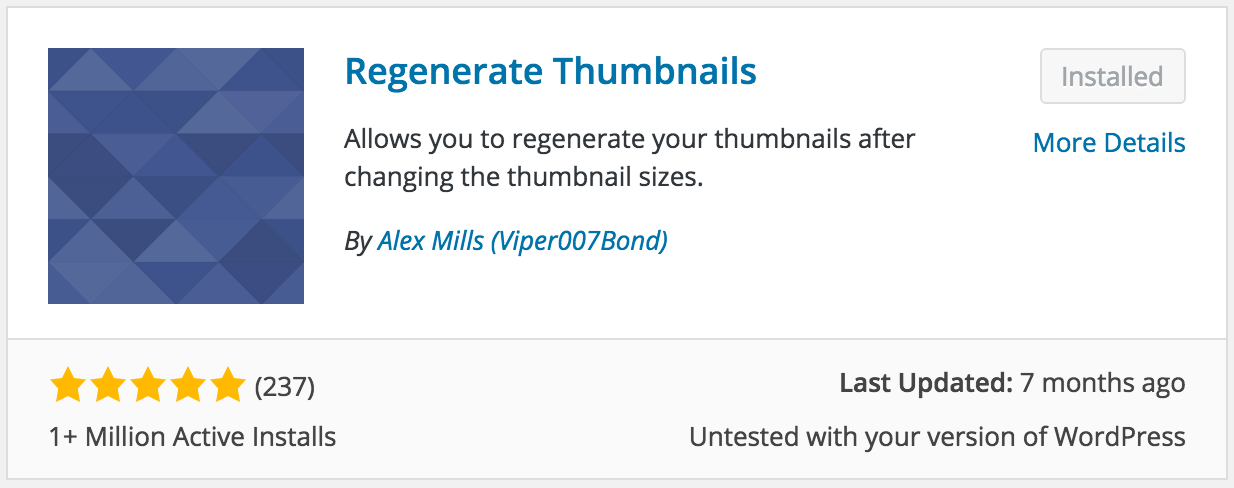 Regenerate Thumbnails
Installed
Allows you to regenerate your thumbnails after
changing the thumbnail sizes.
More Details
By Alex Mills (Viper007Bond)
(237)
Last Updated: 7 months ago
1+ Million Active Installs
Untested with your version of WordPress